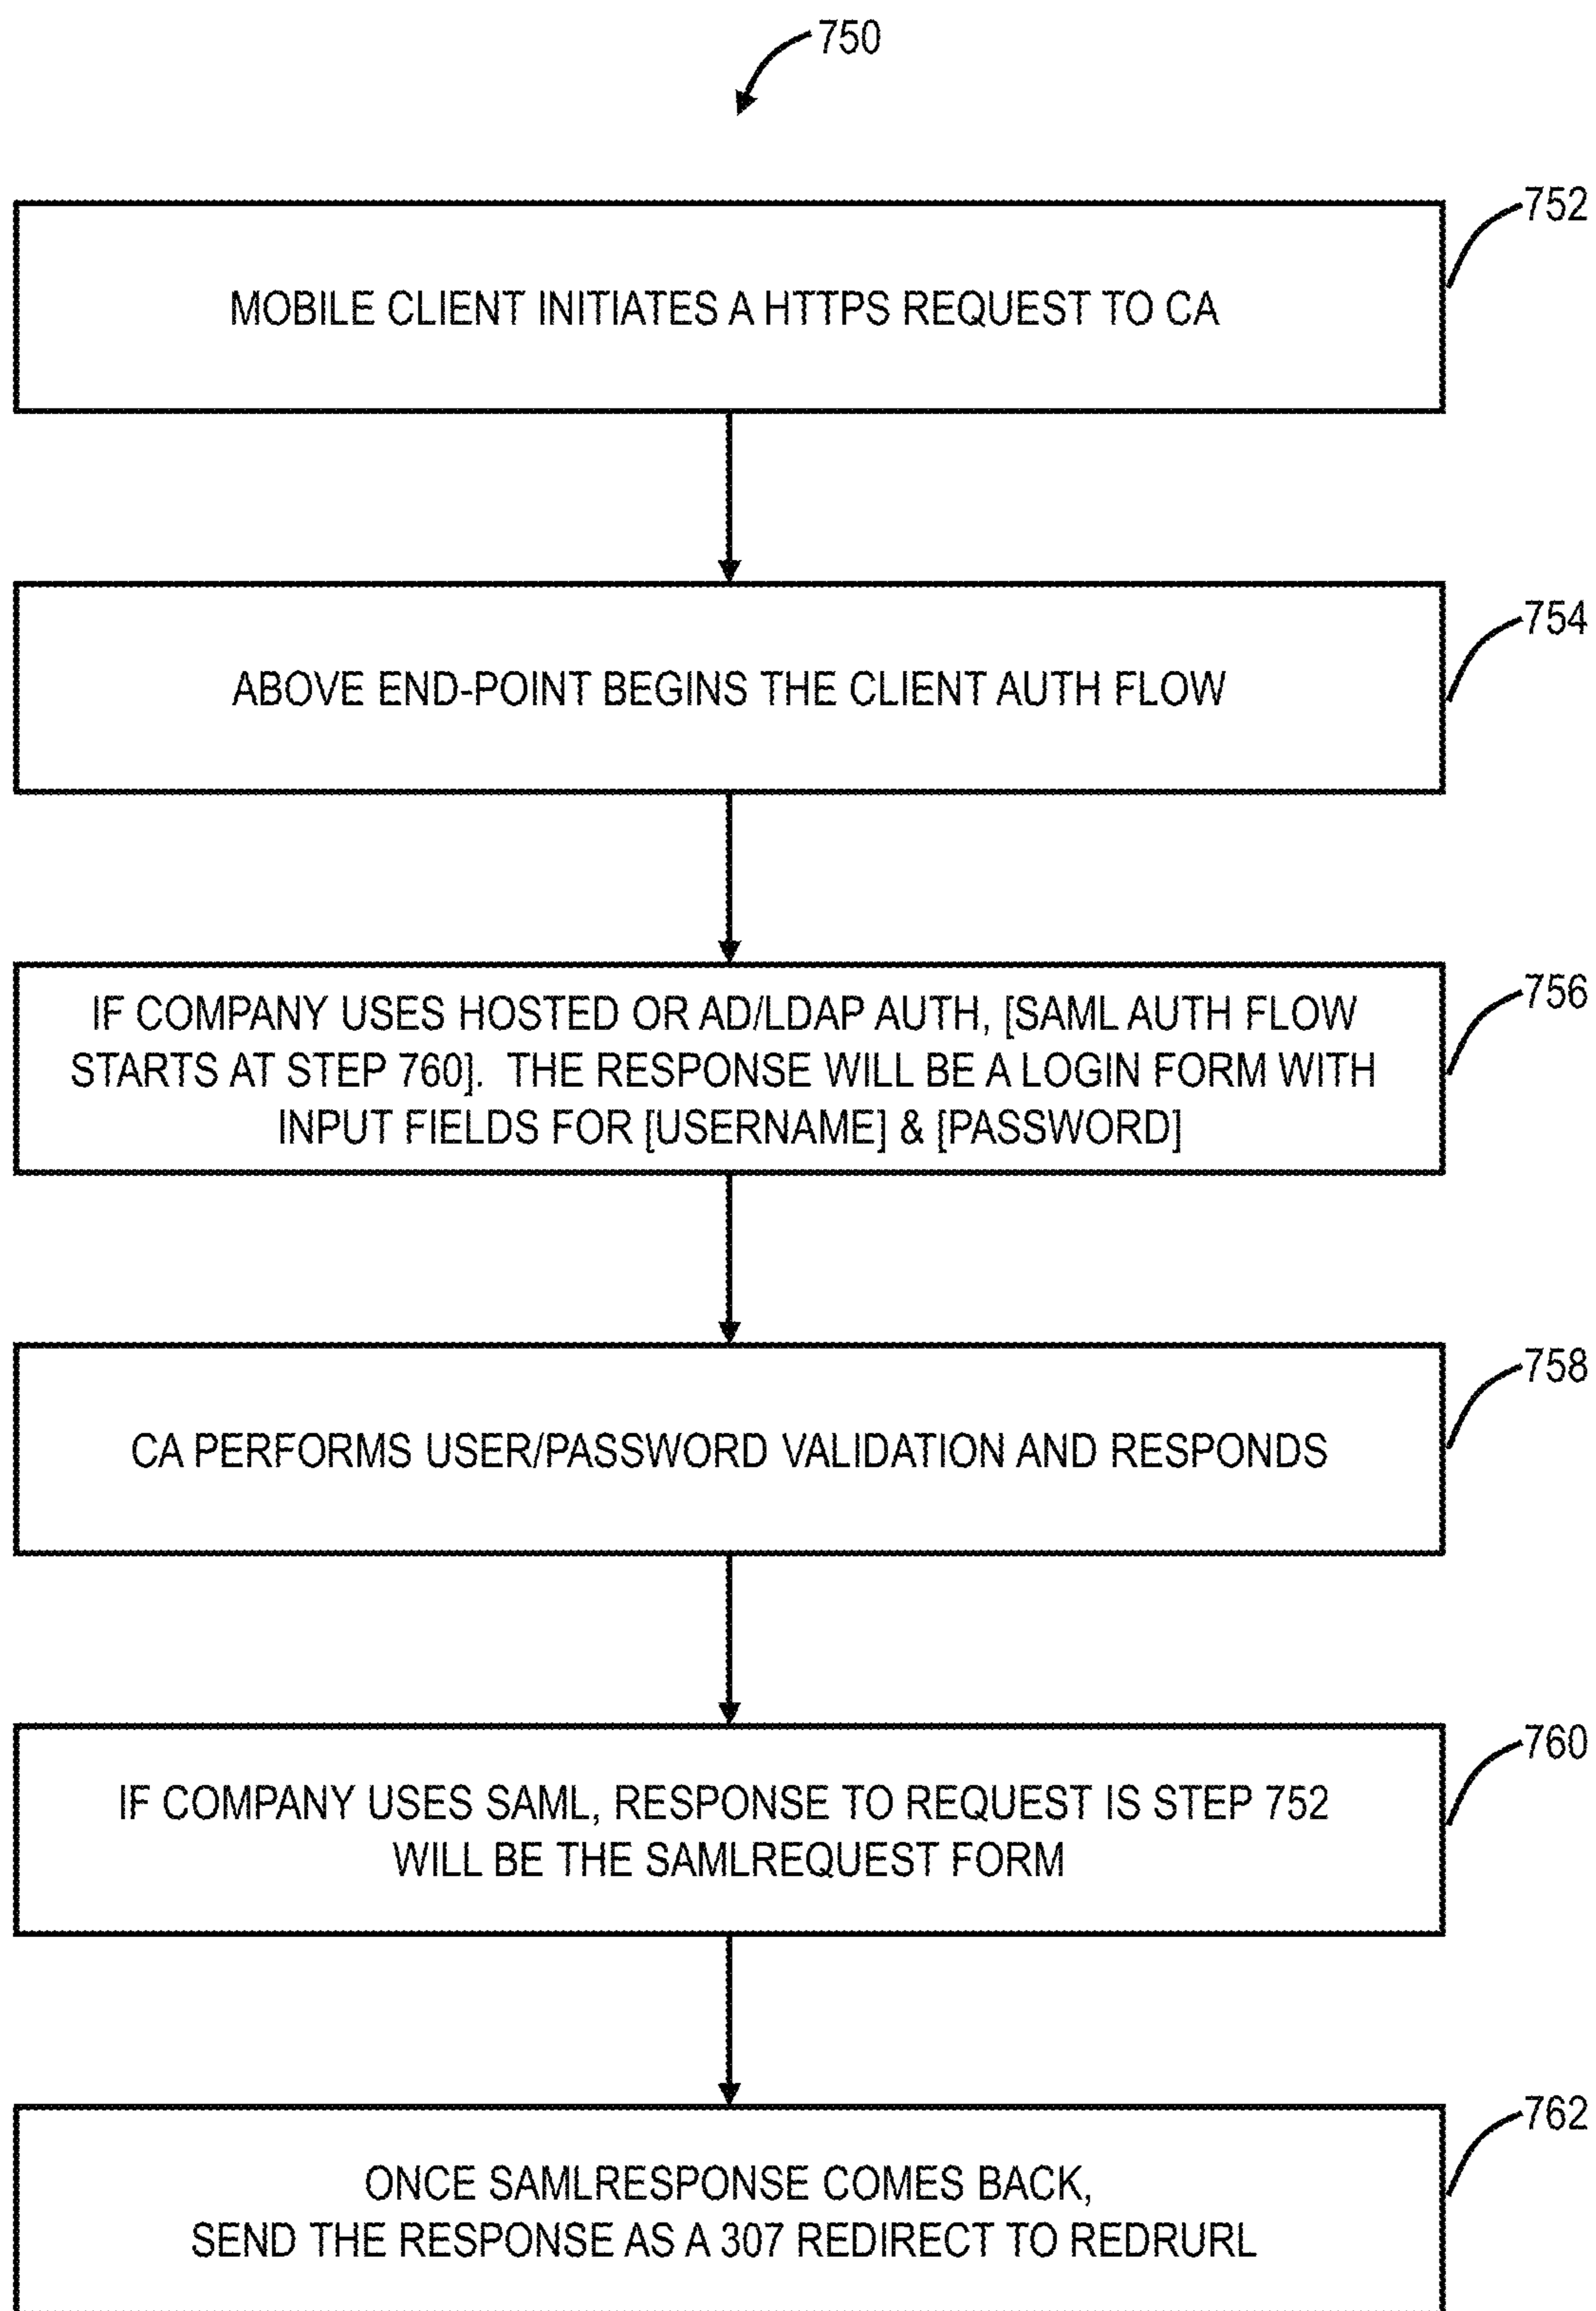 750
752
MOBILE CLIENT INITIATES A HTTPS REQUEST TO CA
754
ABOVE END-POINT BEGINS THE CLIENT AUTH FLOW
756
IF COMPANY USES HOSTED OR AD/LDAP AUTH, [SAML AUTH FLOW
STARTS AT STEP 760]. THE RESPONSE WILL BE A LOGIN FORM WITH
INPUT FIELDS FOR [USERNAME] & [PASSWORD]
758
CA PERFORMS USER/PASSWORD VALIDATION AND RESPONDS
760
IF COMPANY USES SAML, RESPONSE TO REQUEST IS STEP 752
WILL BE THE SAMLREQUEST FORM
762
ONCE SAMLRESPONSE COMES BACK,
SEND THE RESPONSE AS A 307 REDIRECT TO REDRURL